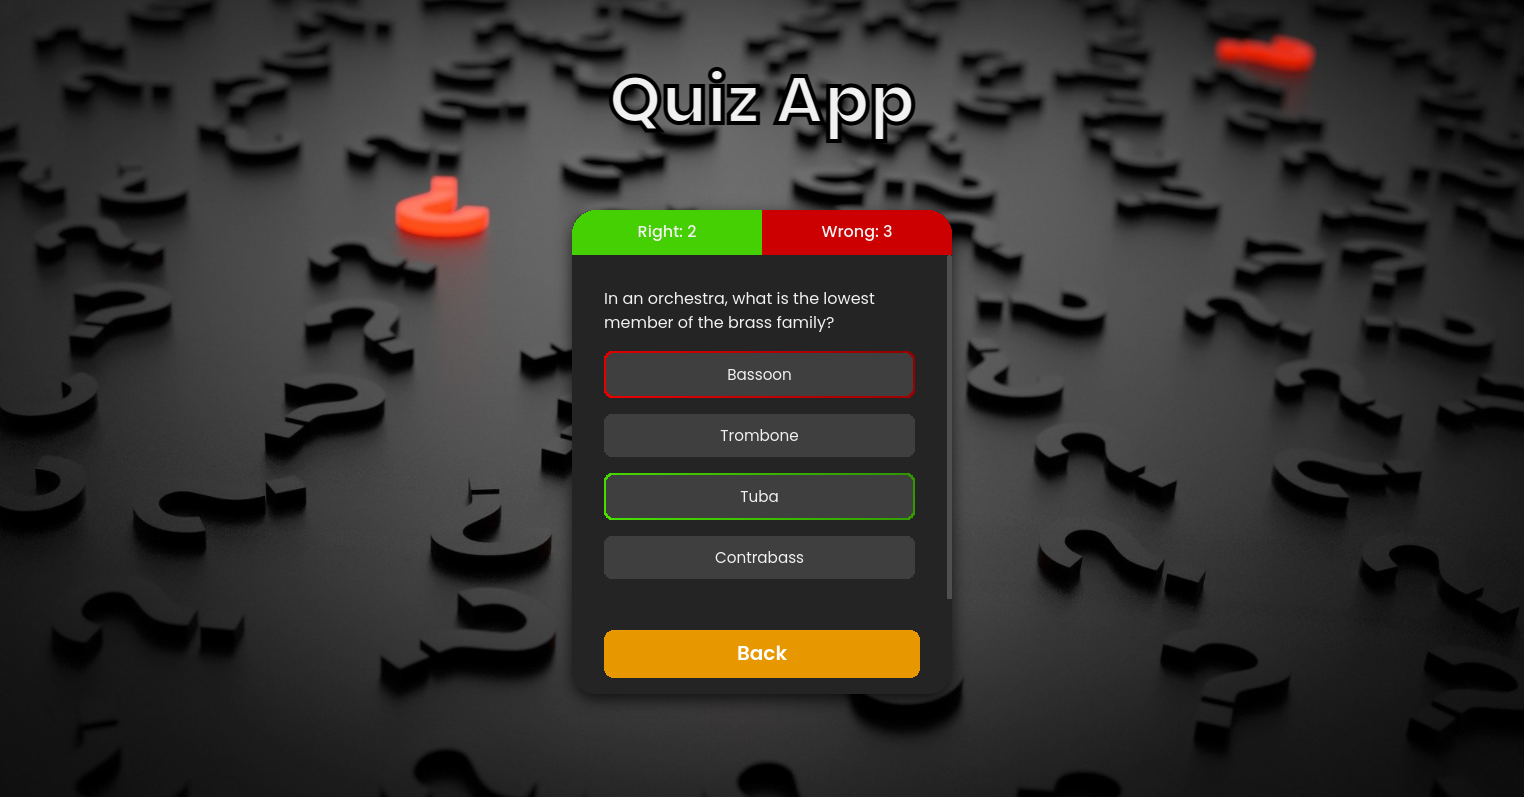 Quiz App
Right: 2
Wrong: 3
In an orchestra, what is the lowest
member of the brass family?
Bassoon
Trombone
Tuba
Contrabass
Back